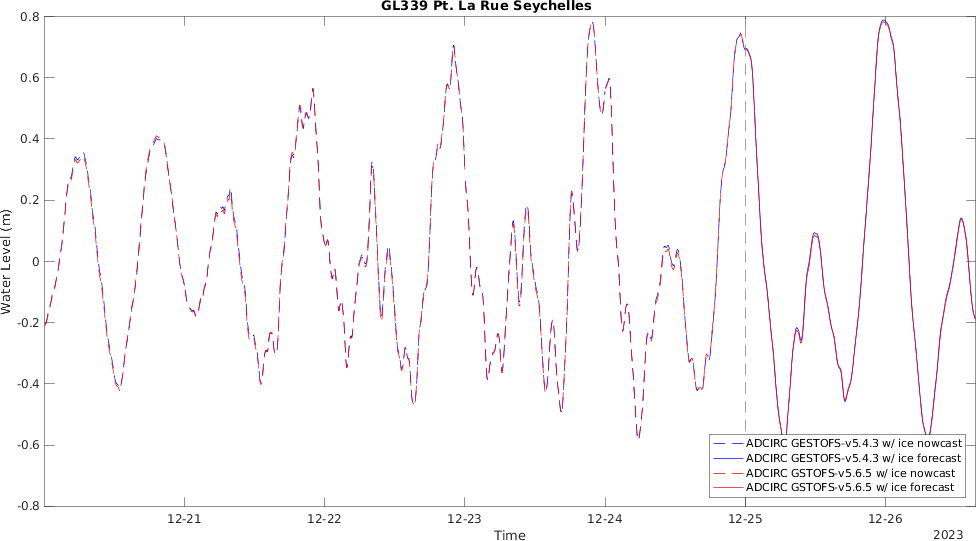 GL339 Pt. La Rue Seychelles
0.8
0.6
0.4
0.2
0
-0.2
-0.4
-0.6
-0.8
Water Level (m)
ADCIRC GESTOFS-v5.4.3 w/ ice nowcast
ADCIRC GESTOFS-v5.4.3 w/ ice forecast
ADCIRC GSTOFS-v5.6.5 w/ ice nowcast
ADCIRC GSTOFS-v5.6.5 w/ ice forecast
12-21 12-22 12-23 12-24 12-25 12-26
Time
2023